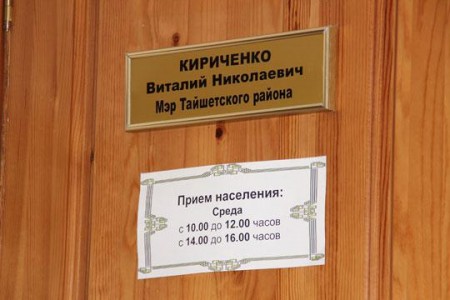 КИРИЧЕНКО
Виталий Николаевич
Мэр Тайшетского района
Прием населения:
Среда
с 10.00 до 12.00 часов
с 14.00 до 16.00 часов